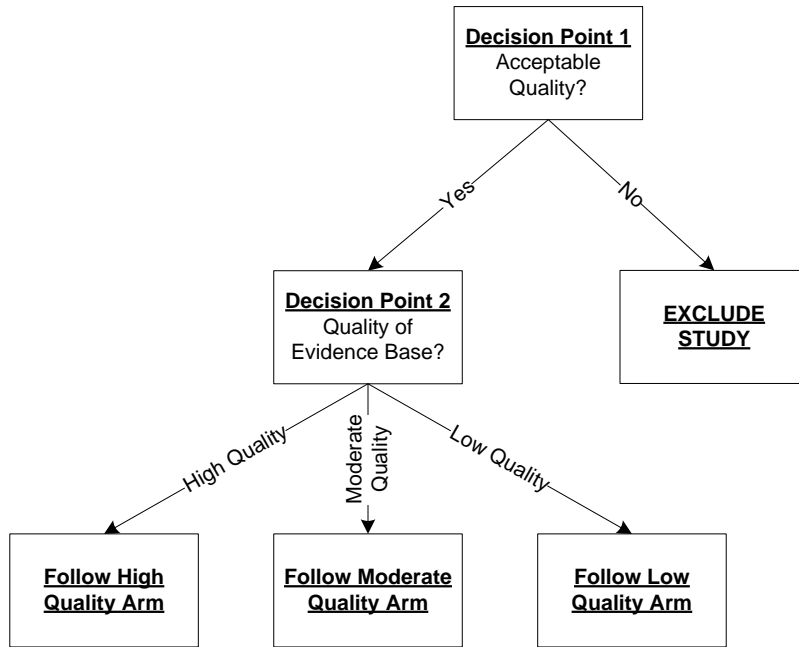 Decision Point 1
Acceptable
Quality?
Yes
No
Decision Point 2
Quality of
Evidence Base?
EXCLUDE
STUDY
High Quality
Moderate
Quality
Low Quality
Follow High
Quality Arm
Follow Moderate
Quality Arm
Follow Low
Quality Arm